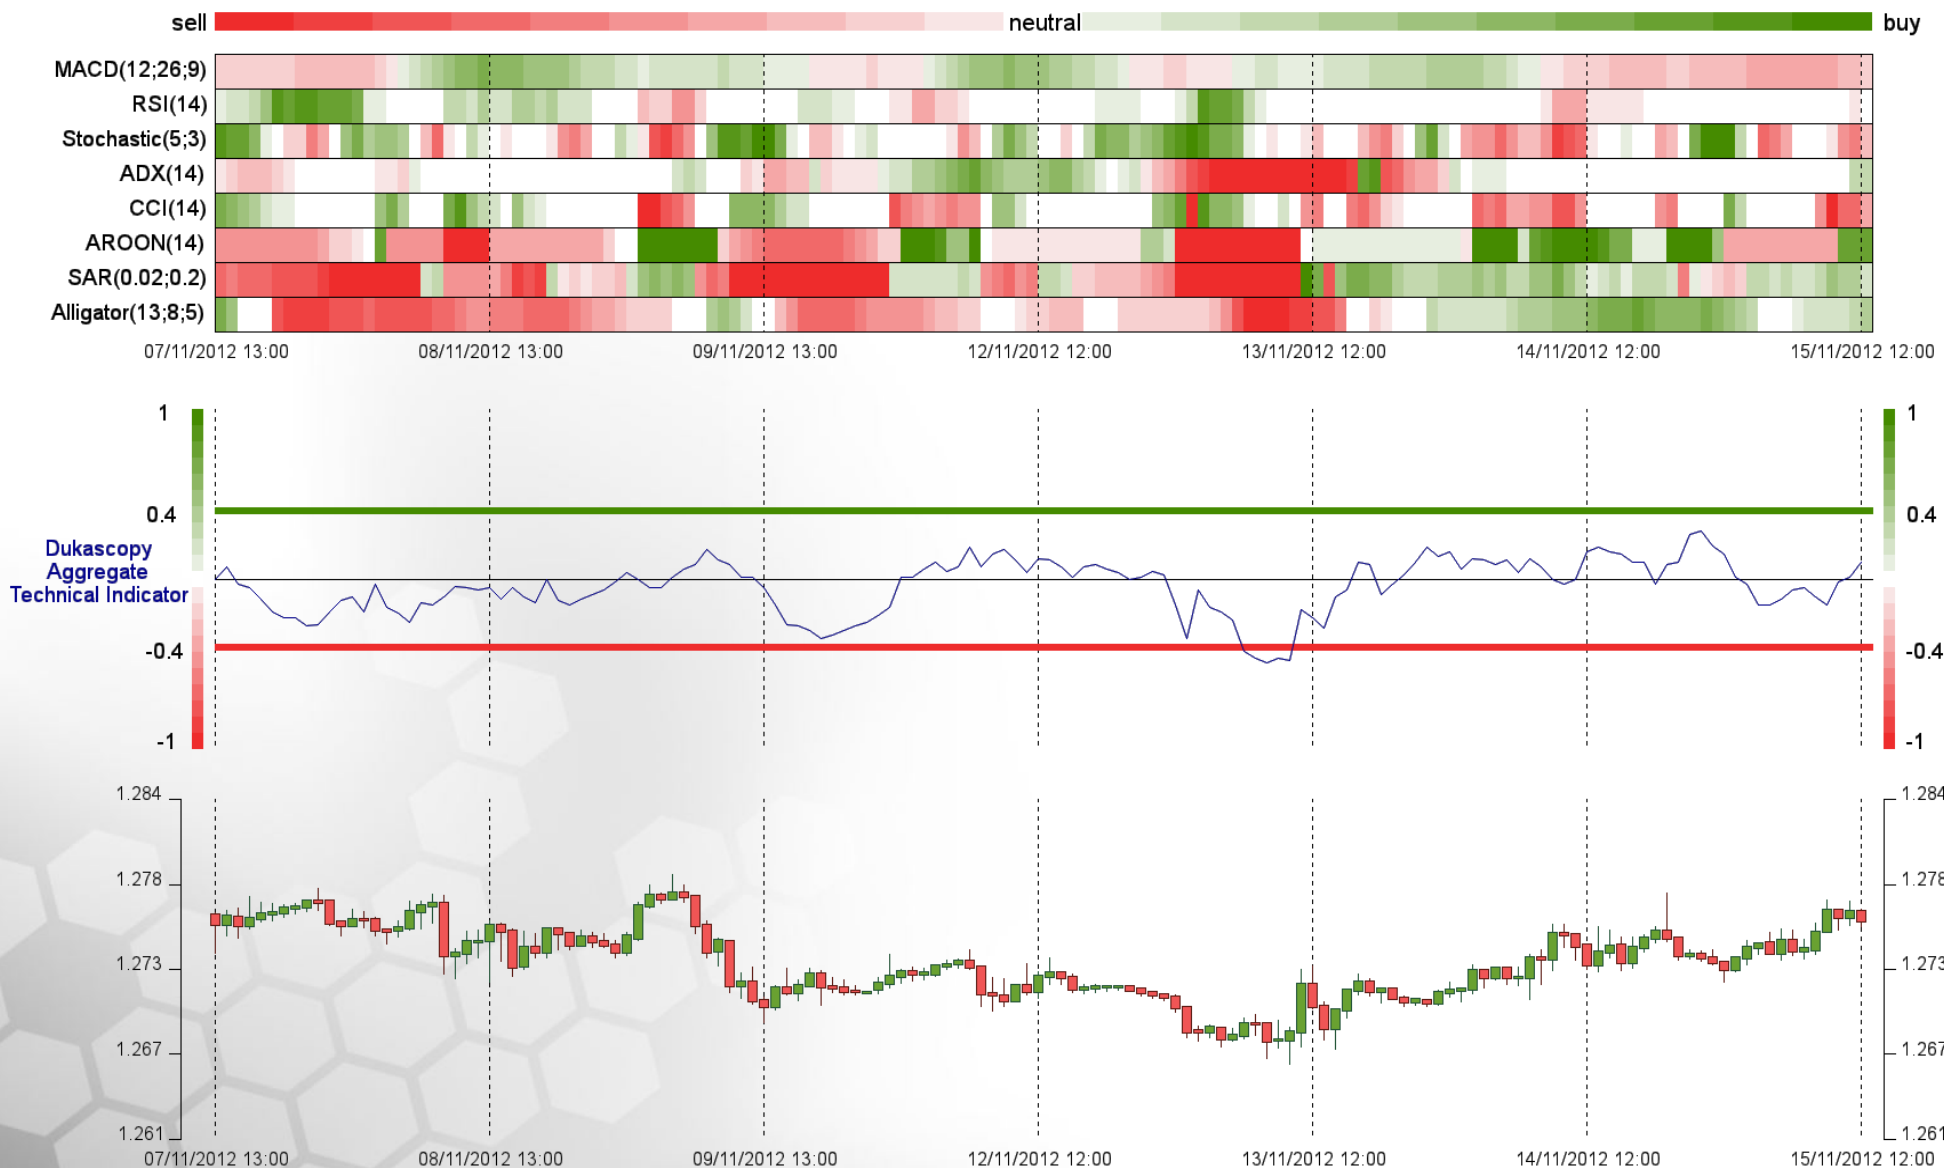 sell neutral buy
MACD(12;26;9)
RSI(14)
Stochastic(5;3)
ADX(14)
CCI(14)
AROON(14)
SAR(0.02;0.2)
Alligator(13;8;5)
07/11/2012 13:00 08/11/2012 13:00 09/11/2012 13:00 12/11/2012 12:00 13/11/2012 12:00 14/11/2012 12:00 15/11/2012 12:00
1 1
0.4 0.4
Dukascopy
Aggregate
Technical Indicator
-0.4 -0.4
-1 -1
1.284 1.284
1.278 1.278
1.273 1.273
1.267 1.267
1.261 1.261
07/11/2012 13:00 08/11/2012 13:00 09/11/2012 13:00 12/11/2012 12:00 13/11/2012 12:00 14/11/2012 12:00 15/11/2012 12:00